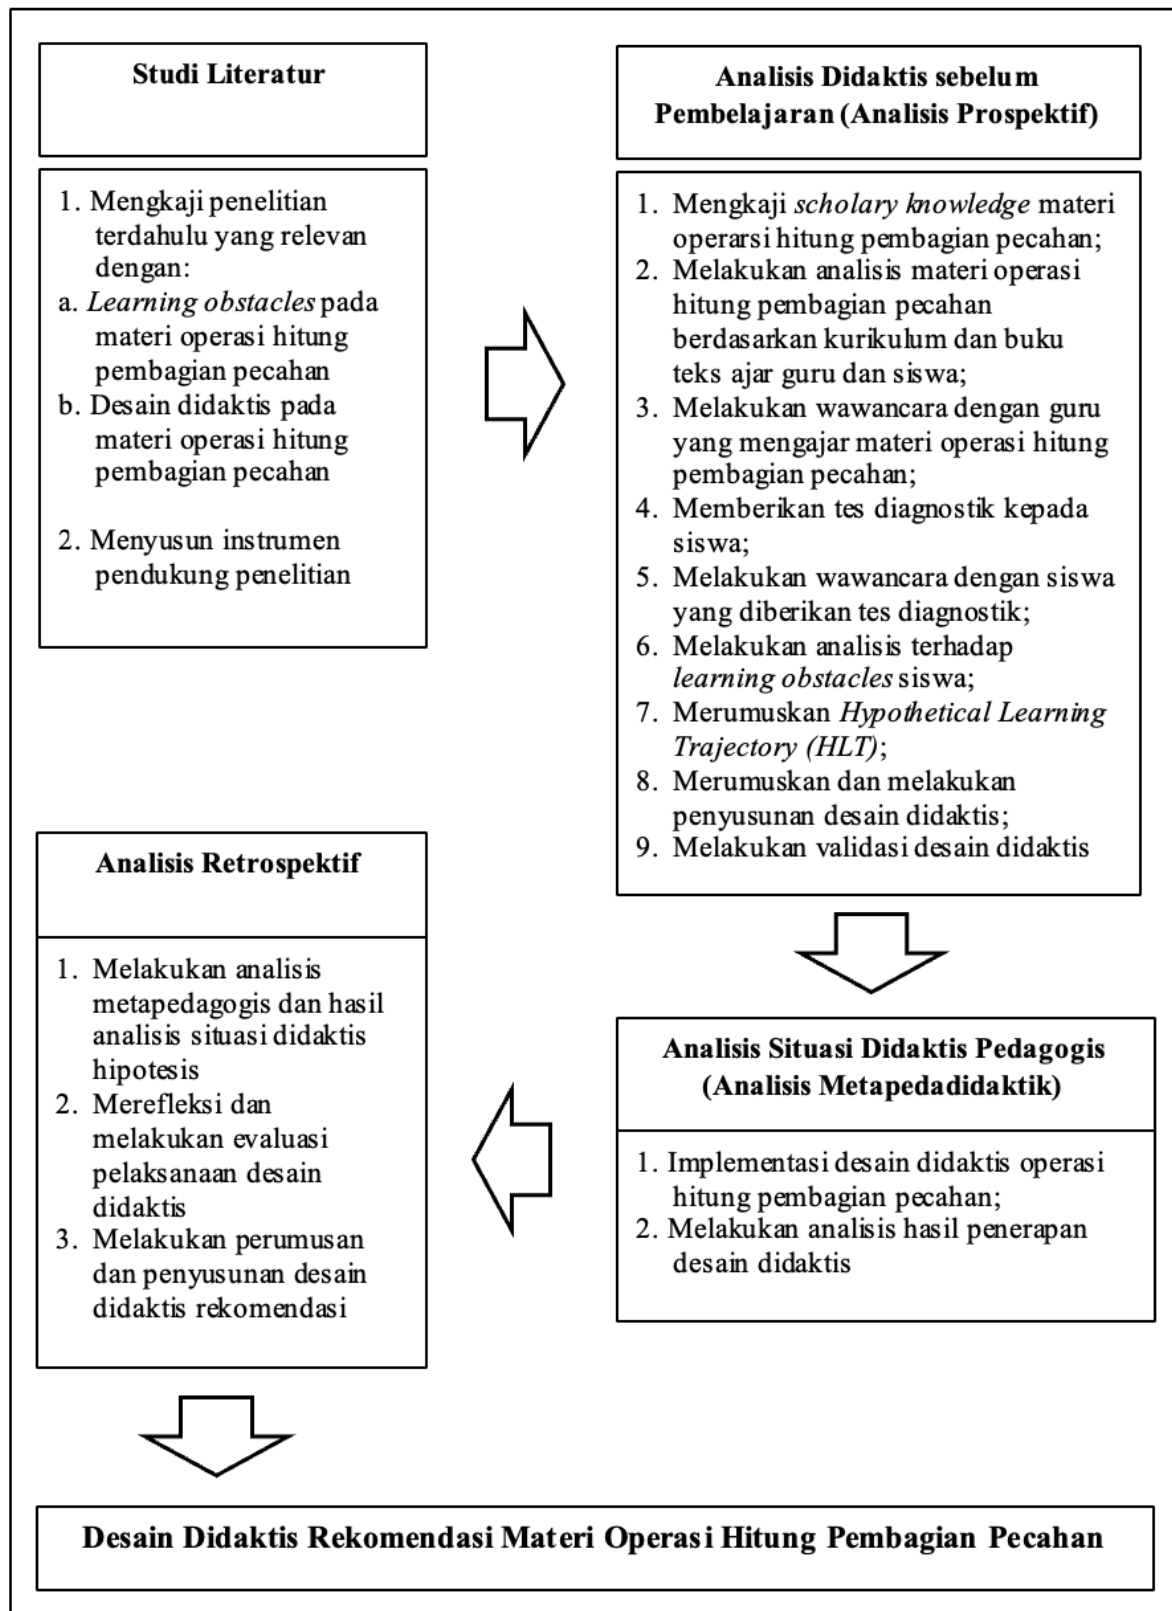 Studi Literatur
1. Mengkaji penelitian
terdahulu yang relevan
dengan:
a. Learning obstacles pada
materi operasi hitung
pembagian pecahan
b. Desain didaktis pada
materi operasi hitung
pembagian pecahan
2. Menyusun instrumen
pendukung penelitian
Analisis Didaktis sebelum
Pembelajaran (Analisis Prospektif)
1. Mengkaji scholary knowledge materi
operarsi hitung pembagian pecahan;
2. Melakukan analisis materi operasi
hitung pembagian pecahan
berdasarkan kurikulum dan buku
teks ajar guru dan siswa;
3. Melakukan wawancara dengan guru
yang mengajar materi operasi hitung
pembagian pecahan;
4. Memberikan tes diagnostik kepada
siswa;
5. Melakukan wawancara dengan siswa
yang diberikan tes diagnostik;
6. Melakukan analisis terhadap
learning obstacles siswa;
7. Merumuskan Hypothetical Learning
Trajectory (HLT);
8. Merumuskan dan melakukan
penyusunan desain didaktis;
9. Melakukan validasi desain didaktis
Analisis Situasi Didaktis Pedagogis
(Analisis Metapedadidaktik)
1. Implementasi desain didaktis operasi
hitung pembagian pecahan;
2. Melakukan analisis hasil penerapan
desain didaktis
Analisis Retrospektif
1. Melakukan analisis
metapedagogis dan hasil
analisis situasi didaktis
hipotesis
2. Merefleksi dan
melakukan evaluasi
pelaksanaan desain
didaktis
3. Melakukan perumusan
dan penyusunan desain
didaktis rekomendasi
Desain Didaktis Rekomendasi Materi Operasi Hitung Pembagian Pecahan